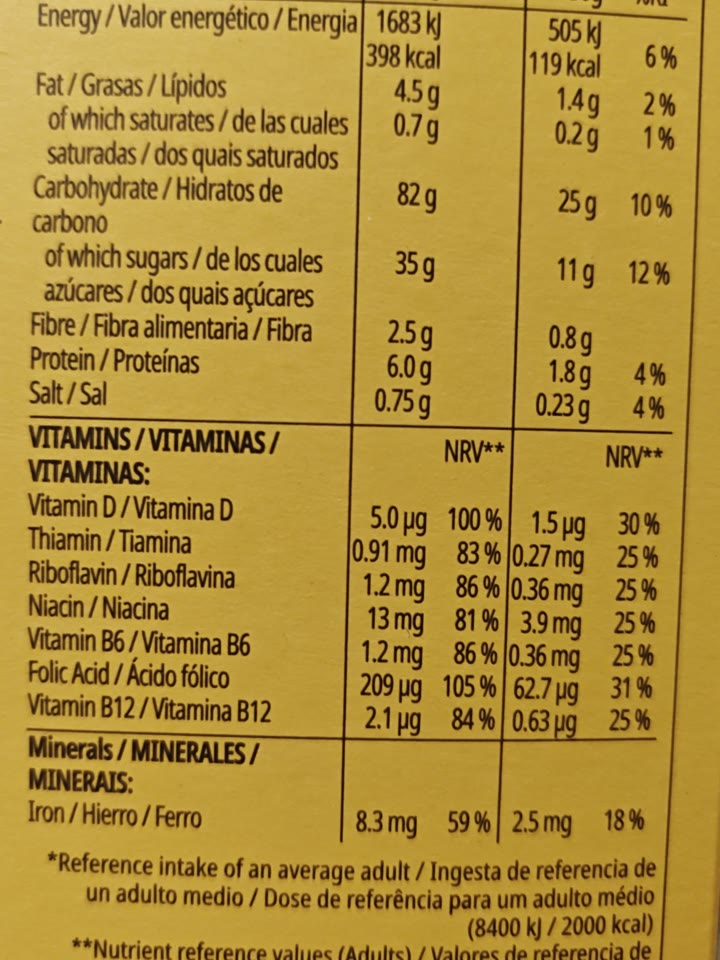 Energy / Valor energético / Energia 1683 kJ 505 kJ
398 kcal 119 kcal 6 %
Fat / Grasas / Lípidos 4.5 g 1.4 g 2 %
of which saturates / de las cuales 0.7 g 0.2 g 1 %
saturadas / dos quais saturados
Carbohydrate / Hidratos de 82 g 25 g 10 %
carbono
of which sugars / de los cuales 35 g 11 g 12 %
azúcares / dos quais açúcares
Fibre / Fibra alimentaria / Fibra 2.5 g 0.8 g
Protein / Proteínas 6.0 g 1.8 g 4 %
Salt / Sal 0.75 g 0.23 g 4 %
VITAMINS / VITAMINAS / NRV** NRV**
VITAMINAS:
Vitamin D / Vitamina D 5.0 µg 100 % 1.5 µg 30 %
Thiamin / Tiamina 0.91 mg 83 % 0.27 mg 25 %
Riboflavin / Riboflavina 1.2 mg 86 % 0.36 mg 25 %
Niacin / Niacina 13 mg 81 % 3.9 mg 25 %
Vitamin B6 / Vitamina B6 1.2 mg 86 % 0.36 mg 25 %
Folic Acid / Ácido fólico 209 µg 105 % 62.7 µg 31 %
Vitamin B12 / Vitamina B12 2.1 µg 84 % 0.63 µg 25 %
Minerals / MINERALES /
MINERAIS:
Iron / Hierro / Ferro 8.3 mg 59 % 2.5 mg 18 %
*Reference intake of an average adult / Ingesta de referencia de
un adulto medio / Dose de referência para um adulto médio
(8400 kJ / 2000 kcal)
**Nutrient reference values (Adults) / Valores de referencia de